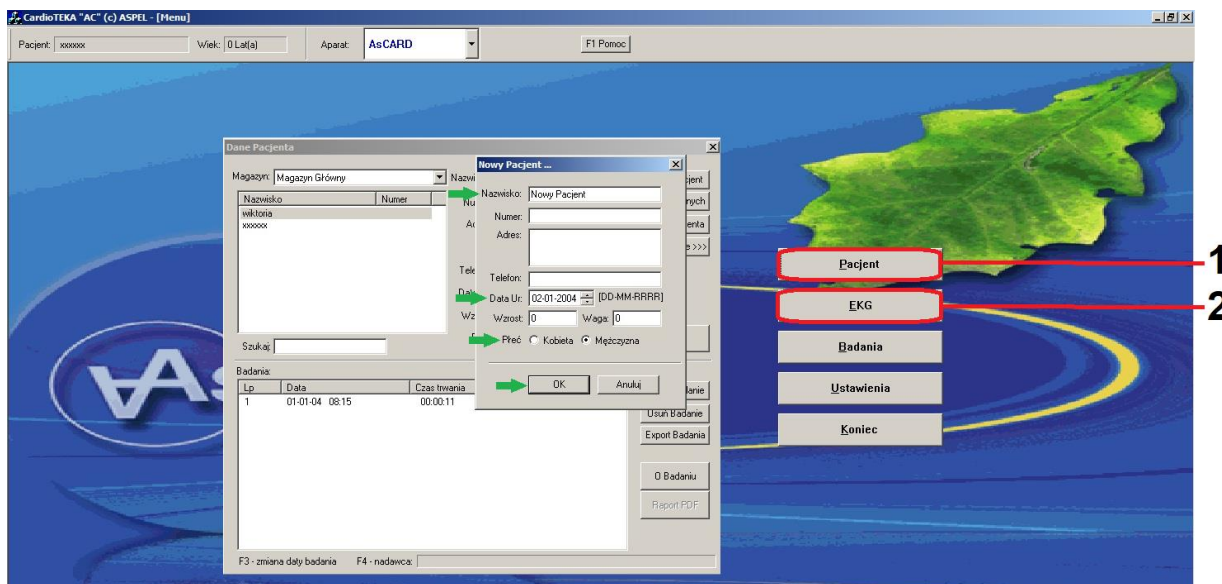 CardioTEKA "AC" (c) ASPEL - [Menu]
Pacjent: xxxxxx Wiek: 0 Lat(a) Aparat: AsCARD F1 Pomoc
Dane Pacjenta
Magazyn: Magazyn Główny
Nazwisko Numer
wiktoria
xxxxxx
Szukaj:
Nowy Pacjent ...
Nazwisko: Nowy Pacjent
Numer:
Adres:
Telefon:
Data Ur.: 02-01-2004 [DD-MM-RRRR]
Wzrost: 0 Waga: 0
Płeć Kobieta Mężczyzna
OK Anuluj
Badania:
Lp Data Czas trwania
1 01-01-04 08:15 00:00:11
Usuń Badanie
Export Badania
O Badaniu
Raport PDF
F3 - zmiana daty badania F4 - nadawca:
Pacjent 1
EKG 2
Badania
Ustawienia
Koniec